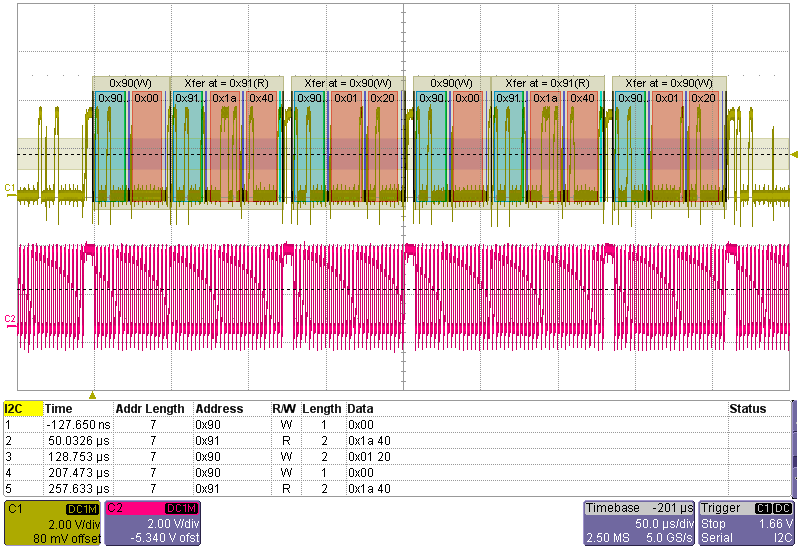 0x90(W) Xfer at = 0x91(R) Xfer at = 0x90(W) 0x90(W) Xfer at = 0x91(R) Xfer at = 0x90(W)
0x90 0x00 0x91 0x1a 0x40 0x90 0x01 0x20 0x90 0x00 0x91 0x1a 0x40 0x90 0x01 0x20
C1
C2
I2C Time Addr Length Address R/W Length Data Status
1 -127.650 ns 7 0x90 W 1 0x00
2 50.0326 µs 7 0x91 R 2 0x1a 40
3 128.753 µs 7 0x90 W 2 0x01 20
4 207.473 µs 7 0x90 W 1 0x00
5 257.633 µs 7 0x91 R 2 0x1a 40
C1 DC1M
2.00 V/div
80 mV offset
C2 DC1M
2.00 V/div
-5.340 V ofst
Timebase -201 µs
50.0 µs/div
2.50 MS 5.0 GS/s
Trigger C1 DC
Stop 1.66 V
Serial I2C